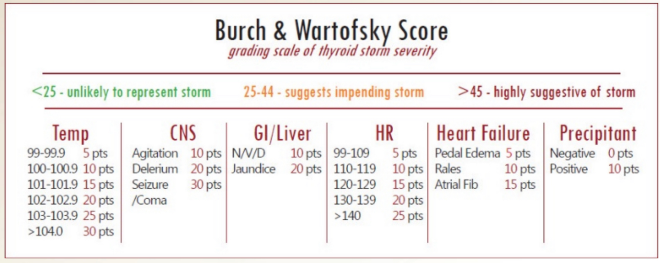 Burch & Wartofsky Score
grading scale of thyroid storm severity
<25 - unlikely to represent storm 25-44 - suggests impending storm >45 - highly suggestive of storm
Temp
99-99.9 5 pts
100-100.9 10 pts
101-101.9 15 pts
102-102.9 20 pts
103-103.9 25 pts
>104.0 30 pts
CNS
Agitation 10 pts
Delerium 20 pts
Seizure 30 pts
/Coma
GI/Liver
N/V/D 10 pts
Jaundice 20 pts
HR
99-109 5 pts
110-119 10 pts
120-129 15 pts
130-139 20 pts
>140 25 pts
Heart Failure
Pedal Edema 5 pts
Rales 10 pts
Atrial Fib 15 pts
Precipitant
Negative 0 pts
Positive 10 pts